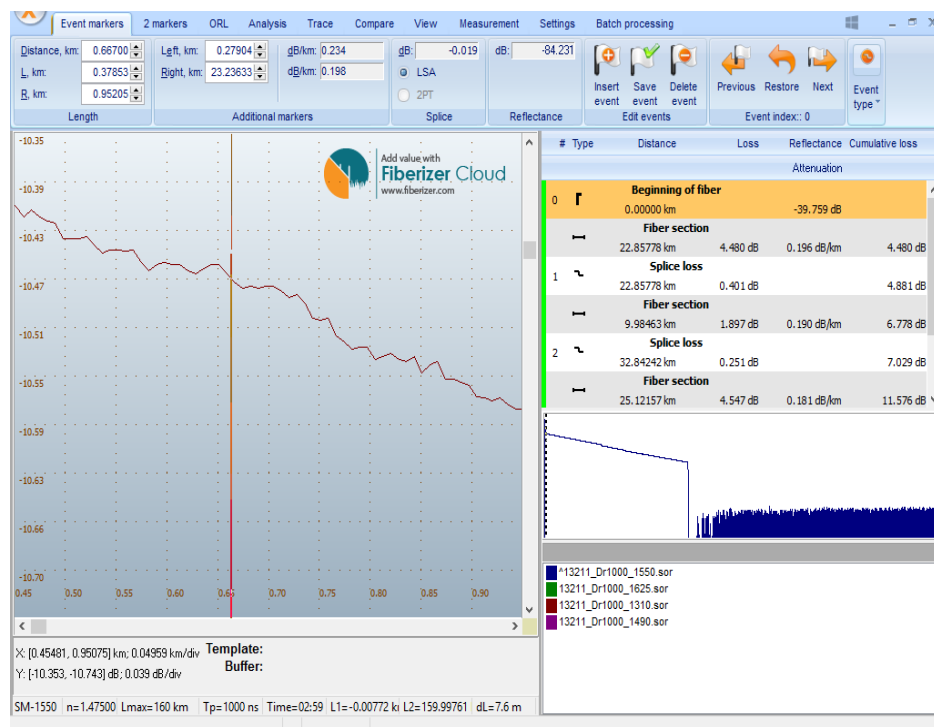 Event markers 2 markers ORL Analysis Trace Compare View Measurement Settings Batch processing
Distance, km: 0.66700 Left, km: 0.27904 dB/km: 0.234 dB: -0.019 dB: -84.231
L, km: 0.37853 Right, km: 23.23633 dB/km: 0.198 LSA
R, km: 0.95205 2PT
Insert event Save event Delete event Previous Restore Next Event type
Length Additional markers Splice Reflectance Edit events Event index:: 0
-10.35
-10.39
-10.43
-10.47
-10.51
-10.55
-10.59
-10.63
-10.66
-10.70
0.45 0.50 0.55 0.60 0.70 0.75 0.80 0.85 0.90
Add value with
Fiberizer Cloud
www.fiberizer.com
X: [0.45481, 0.95075] km; 0.04959 km/div Template:
Y: [-10.353, -10.743] dB; 0.039 dB/div Buffer:
SM-1550 n=1.47500 Lmax=160 km Tp=1000 ns Time=02:59 L1=-0.00772 L2=159.99761 dL=7.6 m
# Type Distance Loss Reflectance Cumulative loss
Attenuation
Beginning of fiber
0 0.00000 km -39.759 dB
Fiber section
22.85778 km 4.480 dB 0.196 dB/km 4.480 dB
Splice loss
1 22.85778 km 0.401 dB 4.881 dB
Fiber section
9.98463 km 1.897 dB 0.190 dB/km 6.778 dB
Splice loss
2 32.84242 km 0.251 dB 7.029 dB
Fiber section
25.12157 km 4.547 dB 0.181 dB/km 11.576 dB
^13211_Dr1000_1550.sor
13211_Dr1000_1625.sor
13211_Dr1000_1310.sor
13211_Dr1000_1490.sor